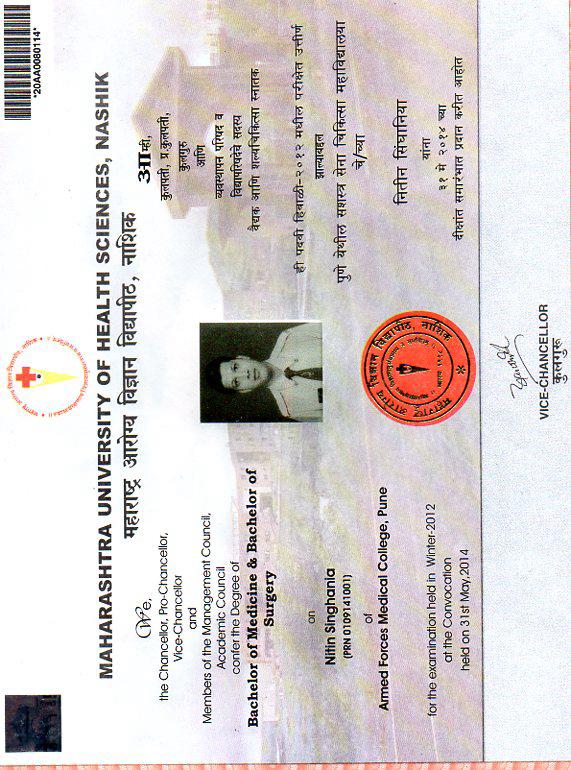 *20AA0080114*
MAHARASHTRA UNIVERSITY OF HEALTH SCIENCES, NASHIK
महाराष्ट्र आरोग्य विज्ञान विद्यापीठ, नाशिक
We,
the Chancellor, Pro-Chancellor,
Vice-Chancellor
and
Members of the Management Council,
Academic Council
confer the Degree of
Bachelor of Medicine & Bachelor of
Surgery
on
Nitin Singhania
(PRN 0109141001)
of
Armed Forces Medical College, Pune
for the examination held in Winter-2012
at the Convocation
held on 31st May,2014
आम्ही,
कुलपती, प्र.कुलपती,
कुलगुरू
आणि
व्यवस्थापन परिषद व
विद्यापरिषदेचे सदस्य
वैद्यक आणि शल्यचिकित्सा स्नातक
ही पदवी हिवाळी-२०१२ मधील परीक्षेत उत्तीर्ण
झाल्याबद्दल
पुणे येथील सशस्त्र सेना चिकित्सा महाविद्यालया
चे/च्या
नितीन सिंघानिया
यांना
३१ मे २०१४ च्या
दीक्षांत समारंभात प्रदान करीत आहोत
महाराष्ट्र आरोग्य विज्ञान विद्यापीठ, नाशिक
VICE-CHANCELLOR
कुलगुरू